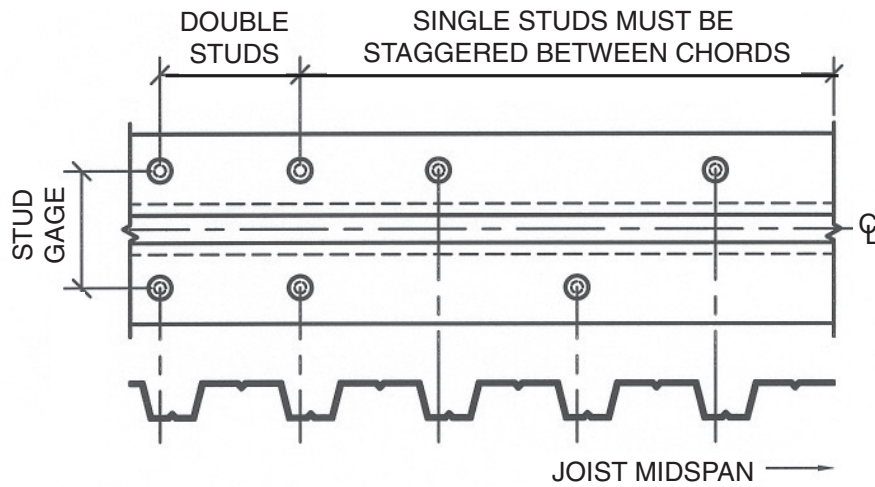 DOUBLE
STUDS
SINGLE STUDS MUST BE
STAGGERED BETWEEN CHORDS
STUD
GAGE
℄
JOIST MIDSPAN